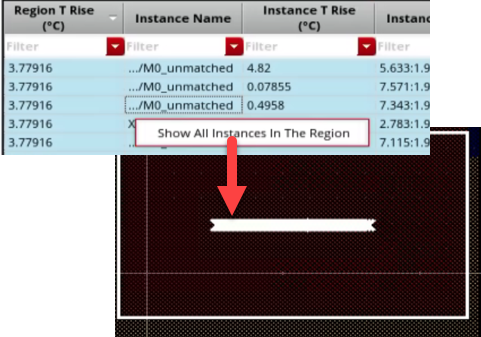 Region T Rise (°C) Instance Name Instance T Rise (°C) Instanc
Filter Filter Filter Filter
3.77916 .../M0_unmatched 4.82 5.633:1.9
3.77916 .../M0_unmatched 0.07855 7.571:1.9
3.77916 .../M0_unmatched 0.4958 7.343:1.9
3.77916 X 2.783:1.9
Show All Instances In The Region
3.77916 7.115:1.9